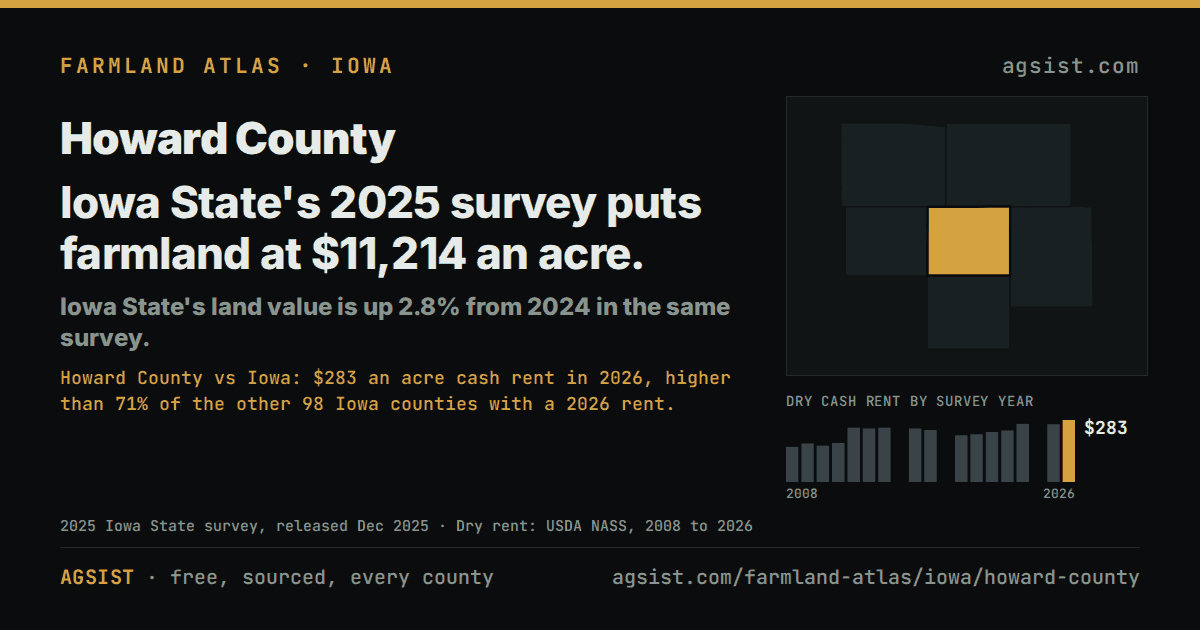 FARMLAND ATLAS · IOWA
agsist.com
Howard County
Iowa State's 2025 survey puts
farmland at $11,214 an acre.
Iowa State's land value is up 2.8% from 2024 in the same
survey.
Howard County vs Iowa: $283 an acre cash rent in 2026, higher
than 71% of the other 98 Iowa counties with a 2026 rent.
DRY CASH RENT BY SURVEY YEAR
$283
2008
2026
2025 Iowa State survey, released Dec 2025 · Dry rent: USDA NASS, 2008 to 2026
AGSIST · free, sourced, every county
agsist.com/farmland-atlas/iowa/howard-county